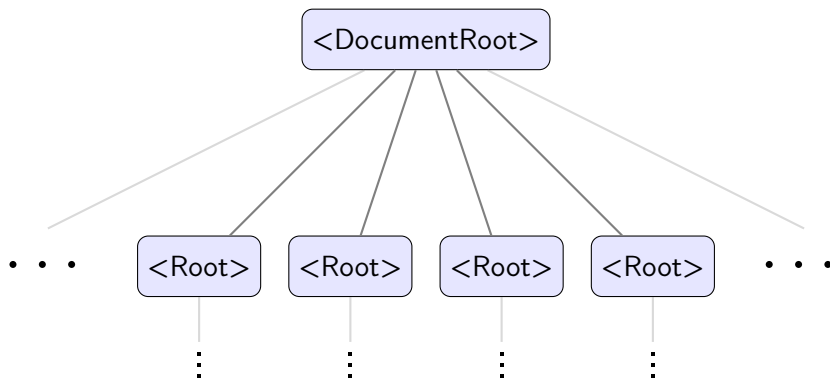 <DocumentRoot>
. . . <Root> <Root> <Root> <Root> . . .